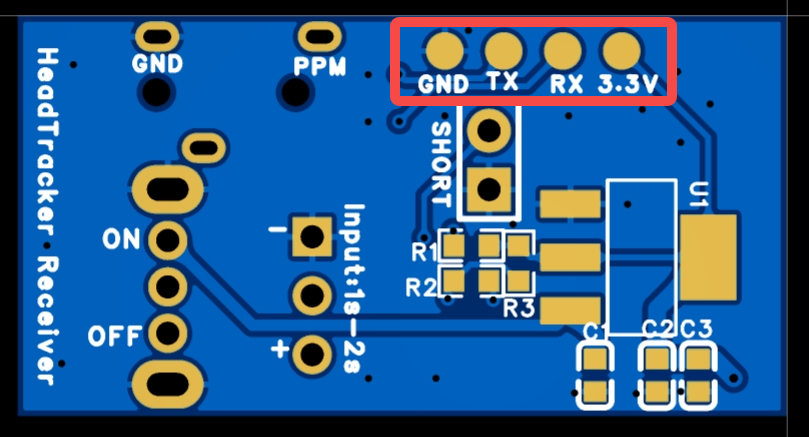 HeadTracker Receiver
GND
PPM
GND TX RX 3.3V
SHORT
U1
ON
OFF
-
+
Input:1s-2s
R1
R2
R3
C1
C2
C3